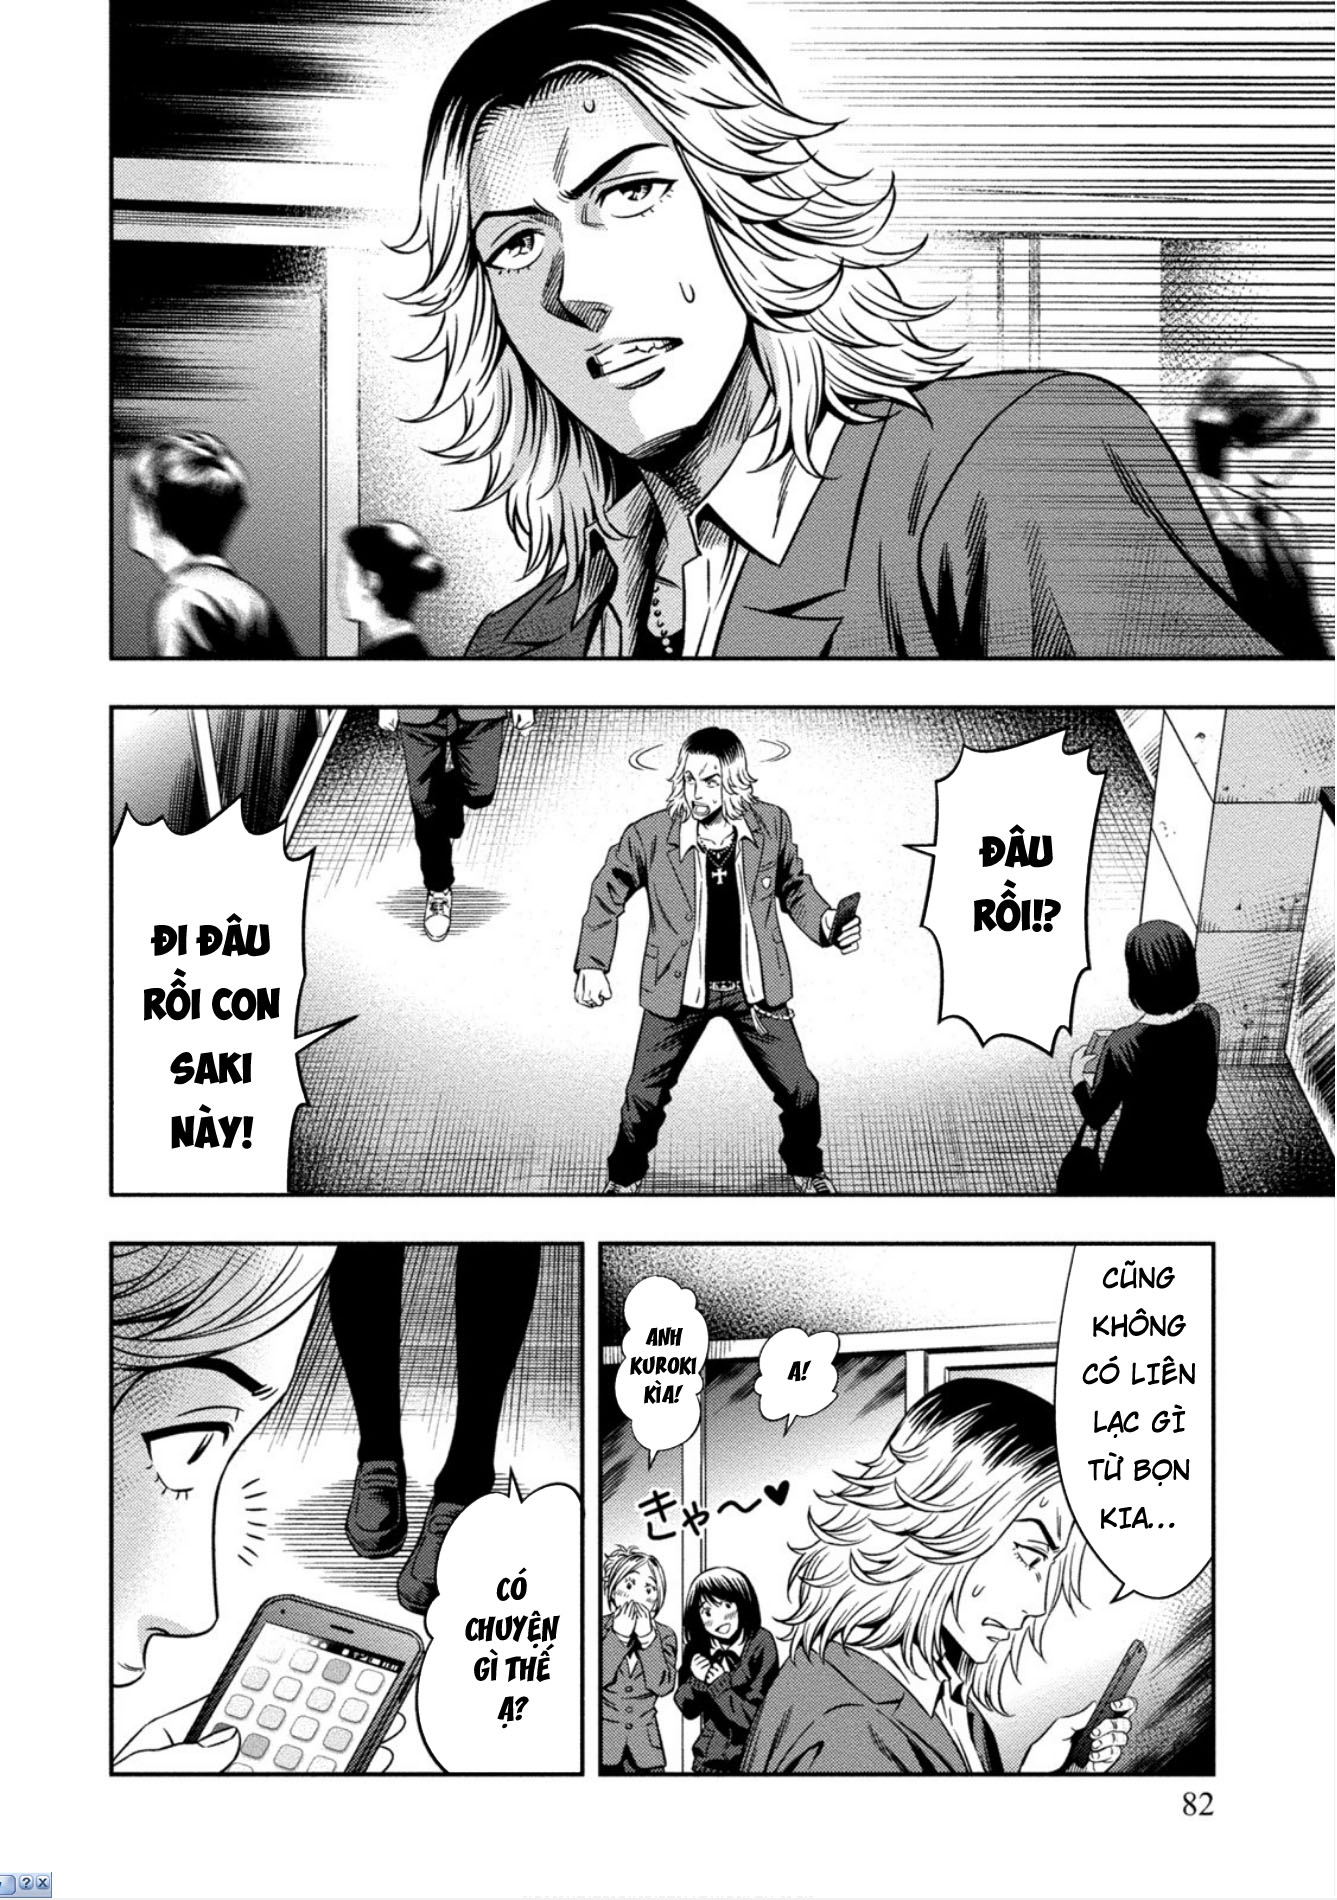 ĐÂU
RỒI!?
ĐI ĐÂU
RỒI CON
SAKI
NÀY!
CŨNG
KHÔNG
CÓ LIÊN
LẠC GÌ
TỪ BỌN
KIA...
A!
ANH
KUROKI
KÌA!
きゃ〜♥
CÓ
CHUYỆN
GÌ THẾ
Ạ?
82